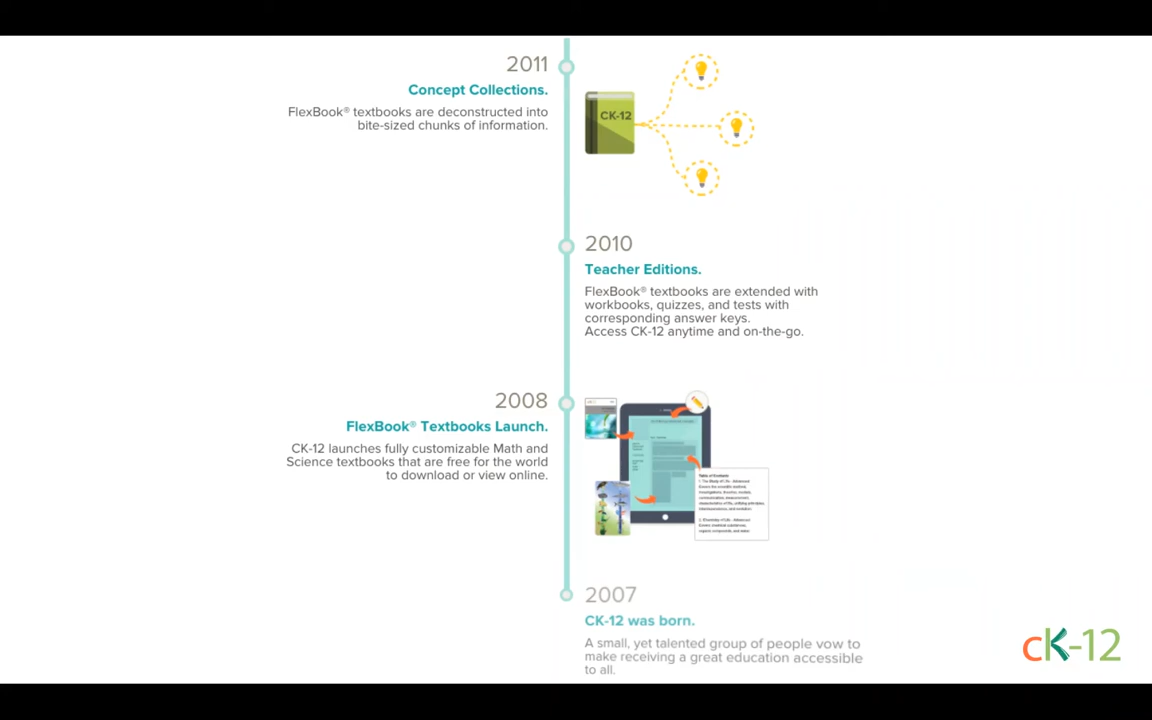 2011
Concept Collections.
FlexBook® textbooks are deconstructed into
bite-sized chunks of information.
CK-12
2010
Teacher Editions.
FlexBook® textbooks are extended with
workbooks, quizzes, and tests with
corresponding answer keys.
Access CK-12 anytime and on-the-go.
2008
FlexBook® Textbooks Launch.
CK-12 launches fully customizable Math and
Science textbooks that are free for the world
to download or view online.
Table of Contents
2007
CK-12 was born.
A small, yet talented group of people vow to
make receiving a great education accessible
to all.
cK-12